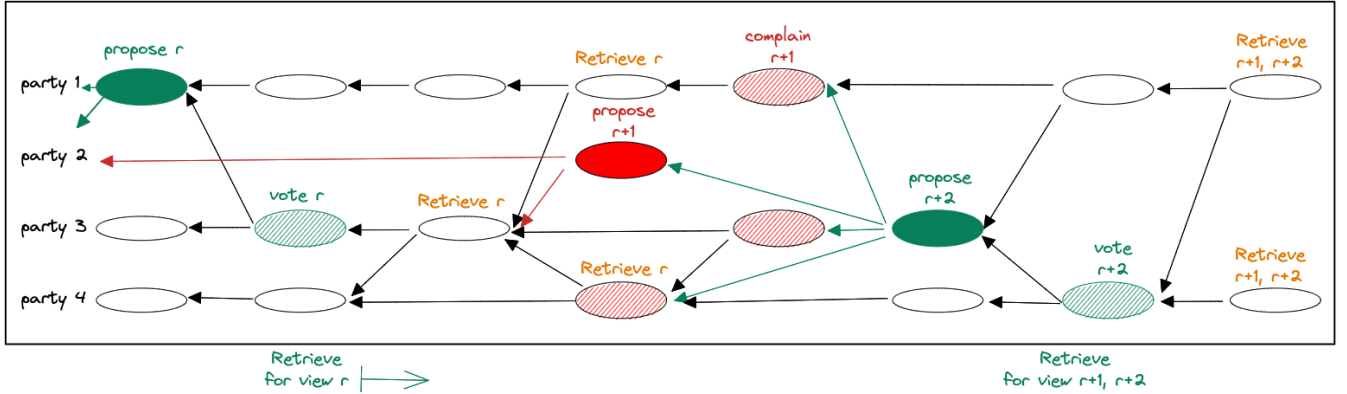 propose r
complain
r+1
Retrieve
r+1, r+2
Retrieve r
party 1
propose
r+1
party 2
propose
r+2
vote r
Retrieve r
party 3
Retrieve r
vote
r+2
Retrieve
r+1, r+2
party 4
Retrieve
for view r
Retrieve
for view r+1, r+2